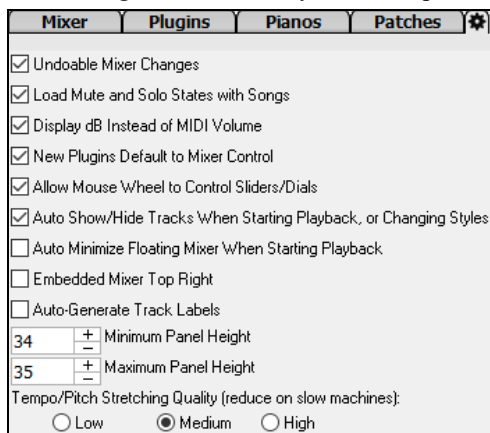 Mixer Plugins Pianos Patches
Undoable Mixer Changes
Load Mute and Solo States with Songs
Display dB Instead of MIDI Volume
New Plugins Default to Mixer Control
Allow Mouse Wheel to Control Sliders/Dials
Auto Show/Hide Tracks When Starting Playback, or Changing Styles
Auto Minimize Floating Mixer When Starting Playback
Embedded Mixer Top Right
Auto-Generate Track Labels
34 + − Minimum Panel Height
35 + − Maximum Panel Height
Tempo/Pitch Stretching Quality (reduce on slow machines):
Low Medium High